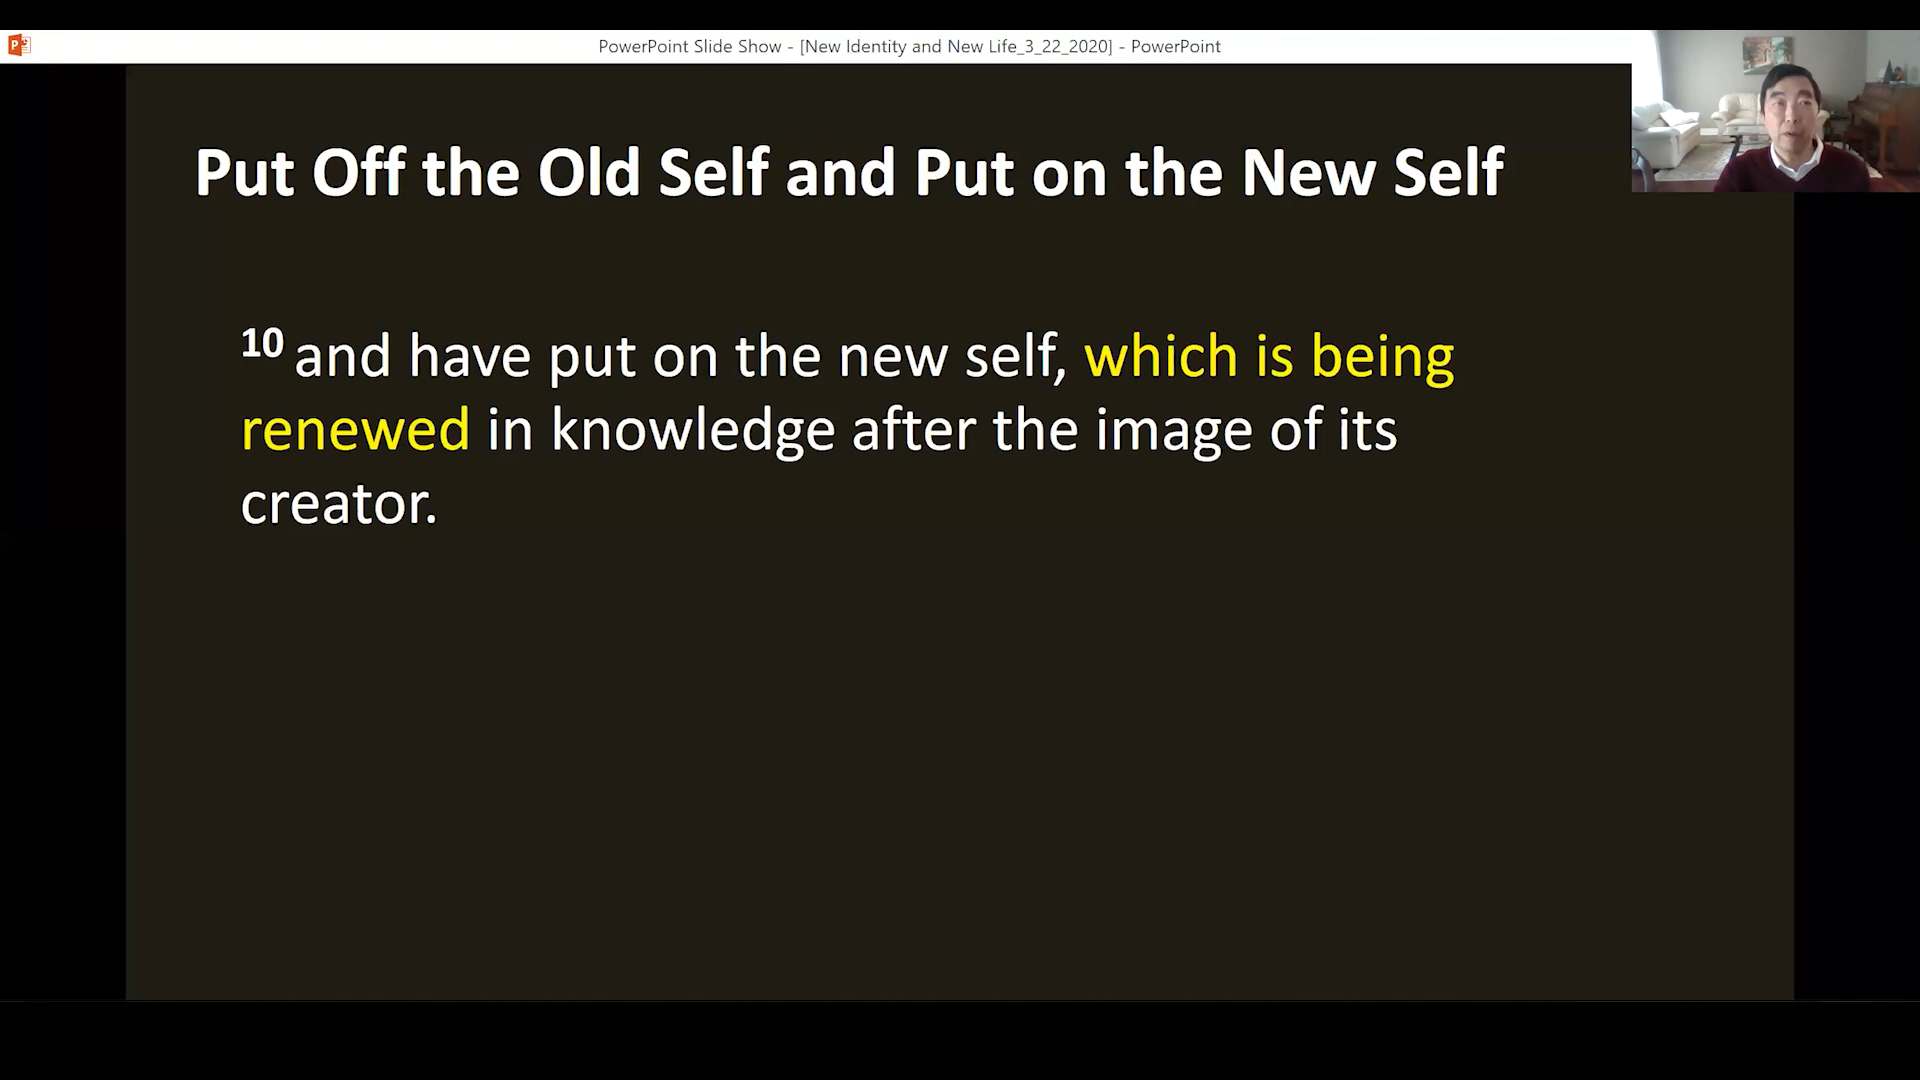 PowerPoint Slide Show - [New Identity and New Life_3_22_2020] - PowerPoint
Put Off the Old Self and Put on the New Self
10 and have put on the new self, which is being
renewed in knowledge after the image of its
creator.